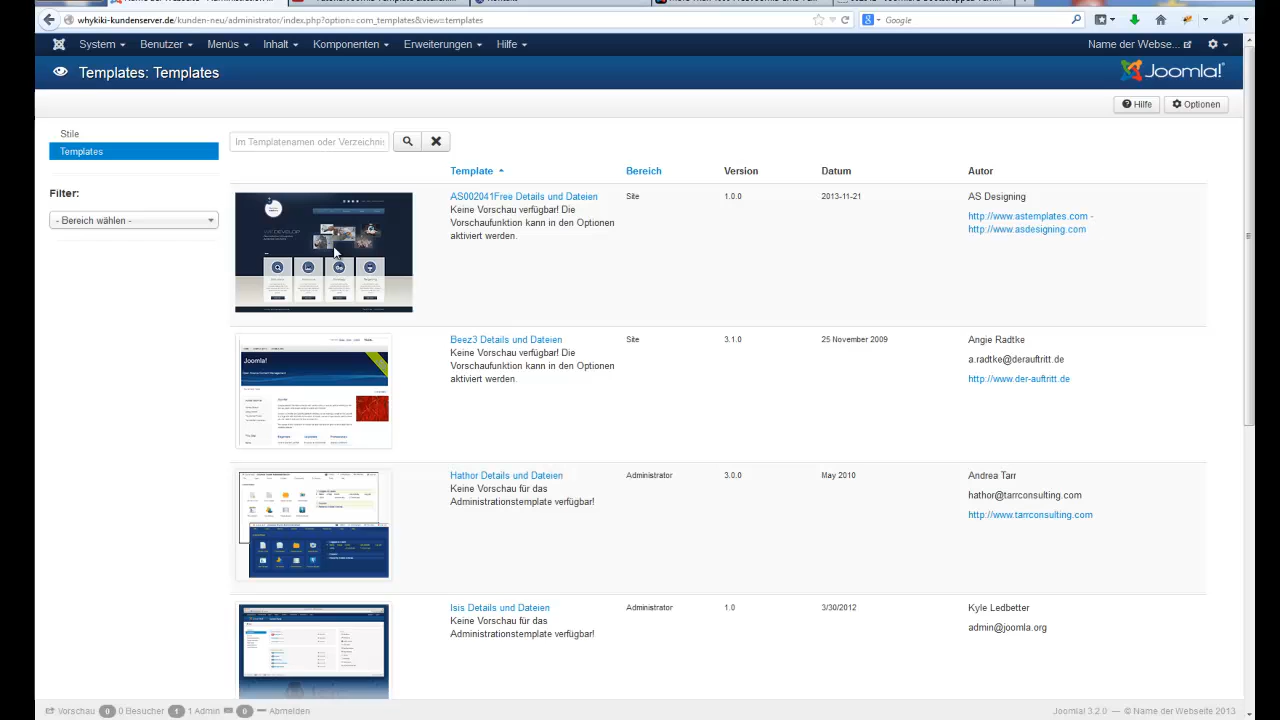 whykiki-kundenserver.de/kunden-neu/administrator/index.php?option=com_templates&view=templates
Google
System Benutzer Menüs Inhalt Komponenten Erweiterungen Hilfe Name der Webse...
Templates: Templates
Joomla!
Hilfe Optionen
Stile
Templates
Filter:
- Bereich wählen -
Im Templatenamen oder Verzeichnis
Template Bereich Version Datum Autor
AS002041Free Details und Dateien Site 1.0.0 2013-11-21 AS Designing
Keine Vorschau verfügbar! Die
Vorschaufunktion kann in den Optionen
aktiviert werden.
http://www.astemplates.com -
http://www.asdesigning.com
Beez3 Details und Dateien Site 3.1.0 25 November 2009 Angie Radtke
Keine Vorschau verfügbar! Die
Vorschaufunktion kann in den Optionen
aktiviert werden.
a.radtke@derauftritt.de
http://www.der-auftritt.de
Joomla!
Hathor Details und Dateien Administrator 3.0.0 May 2010 Andrea Tarr
Keine Vorschau für das
Administrationstemplate verfügbar!
hathor@tarrconsulting.com
http://www.tarrconsulting.com
Isis Details und Dateien Administrator 1.0 3/30/2012 Kyle Ledbetter
Keine Vorschau für das
Administrationstemplate verfügbar!
admin@joomla.org
Vorschau 0 0 Besucher 1 1 Admin 0 Abmelden Joomla! 3.2.0 — © Name der Webseite 2013